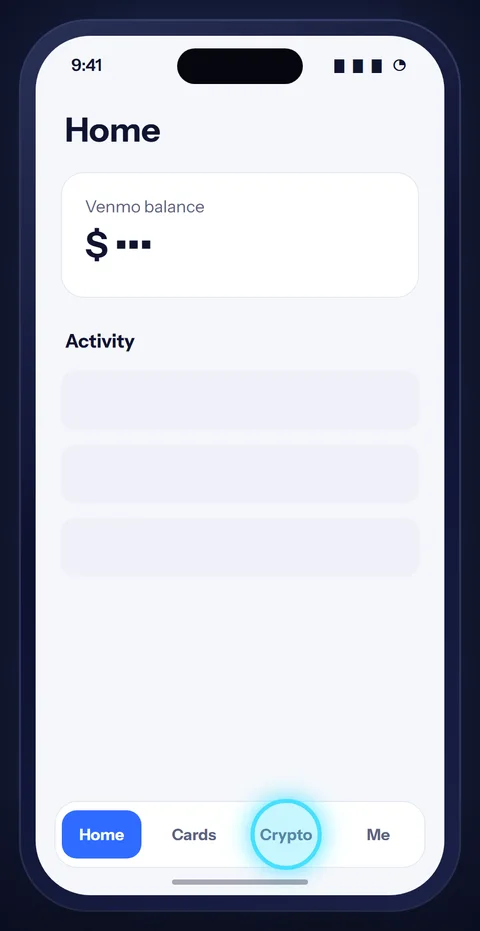 9:41
Home
Venmo balance
$ ▪▪▪
Activity
Home Cards Crypto Me